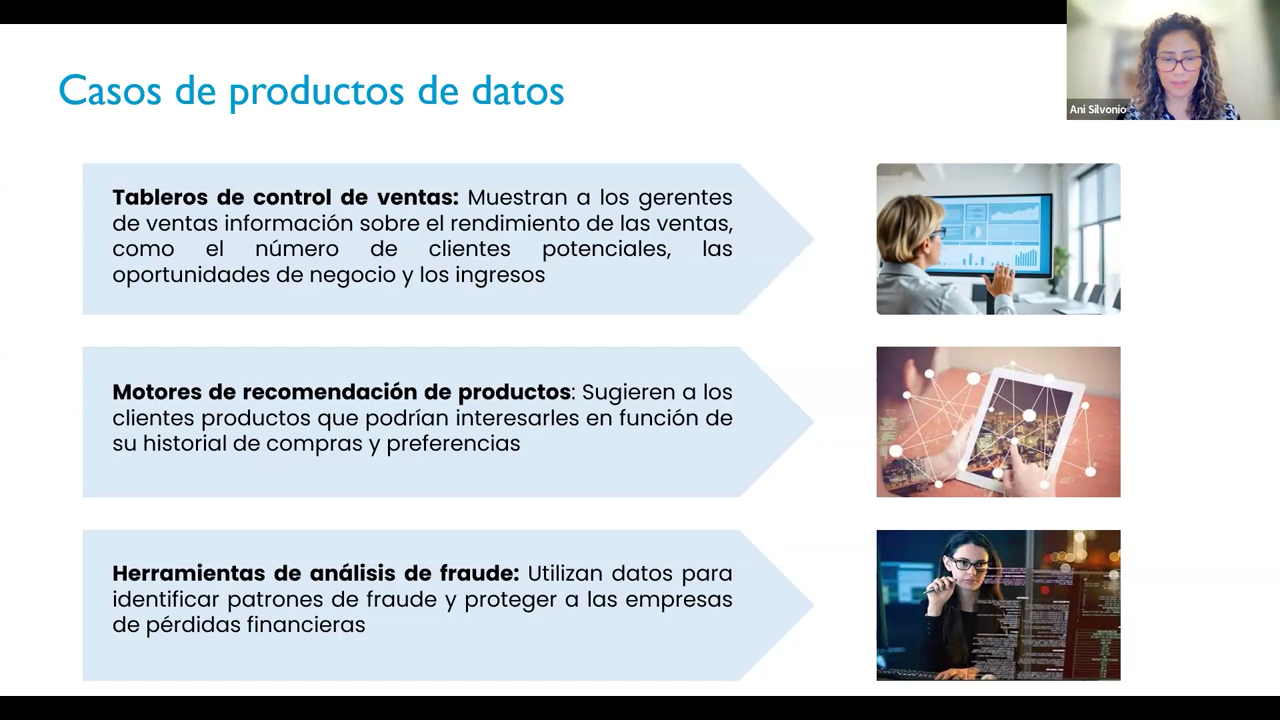 Casos de productos de datos
Ani Silvonio
Tableros de control de ventas: Muestran a los gerentes
de ventas información sobre el rendimiento de las ventas,
como el número de clientes potenciales, las
oportunidades de negocio y los ingresos
Motores de recomendación de productos: Sugieren a los
clientes productos que podrían interesarles en función de
su historial de compras y preferencias
Herramientas de análisis de fraude: Utilizan datos para
identificar patrones de fraude y proteger a las empresas
de pérdidas financieras